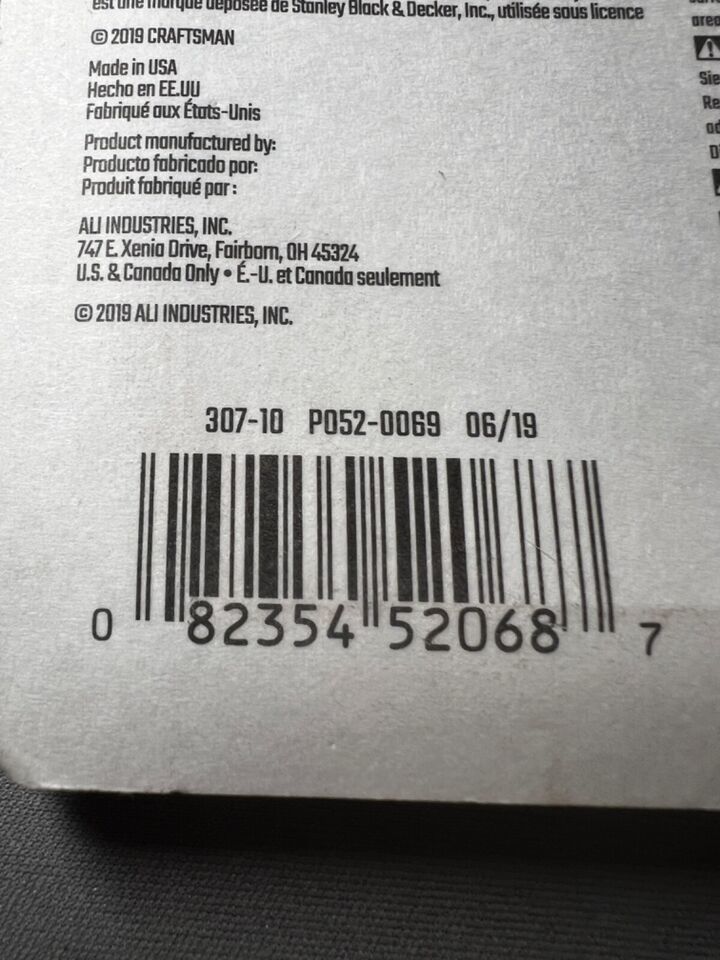 est une marque déposée de Stanley Black & Decker, Inc., utilisée sous licence
© 2019 CRAFTSMAN
Made in USA
Hecho en EE.UU
Fabriqué aux États-Unis
Product manufactured by:
Producto fabricado por:
Produit fabriqué par :
ALI INDUSTRIES, INC.
747 E. Xenia Drive, Fairborn, OH 45324
U.S. & Canada Only • É.-U. et Canada seulement
© 2019 ALI INDUSTRIES, INC.
307-10 P052-0069 06/19
0 82354 52068 7